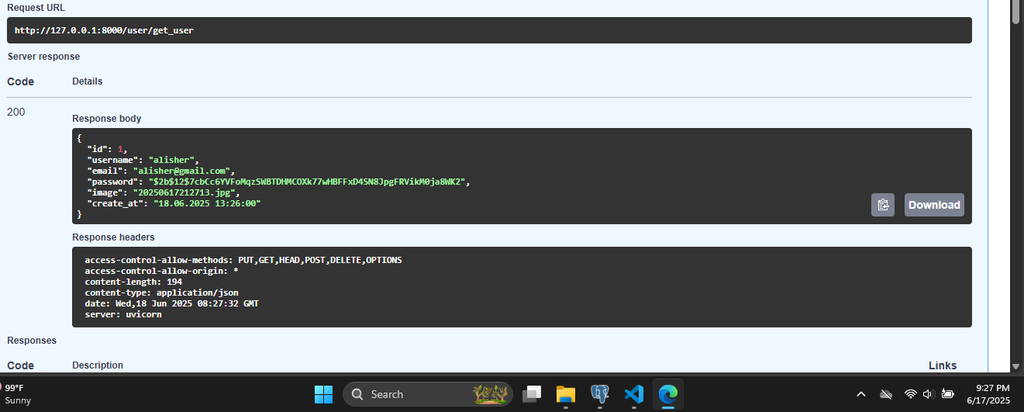 Request URL
http://127.0.0.1:8000/user/get_user
Server response
Code Details
200
Response body
{
"id": 1,
"username": "alisher",
"email": "alisher@gmail.com",
"password": "$2b$12$7cbCc6YVFoMqzSWBTDHMCOXk77wHBFFxD4SN8JpgFRVikM0ja8WK2",
"image": "20250617212713.jpg",
"create_at": "18.06.2025 13:26:00"
}
Download
Response headers
access-control-allow-methods: PUT,GET,HEAD,POST,DELETE,OPTIONS
access-control-allow-origin: *
content-length: 194
content-type: application/json
date: Wed,18 Jun 2025 08:27:32 GMT
server: uvicorn
Responses
Code Description Links
99°F
Sunny
Search
9:27 PM
6/17/2025